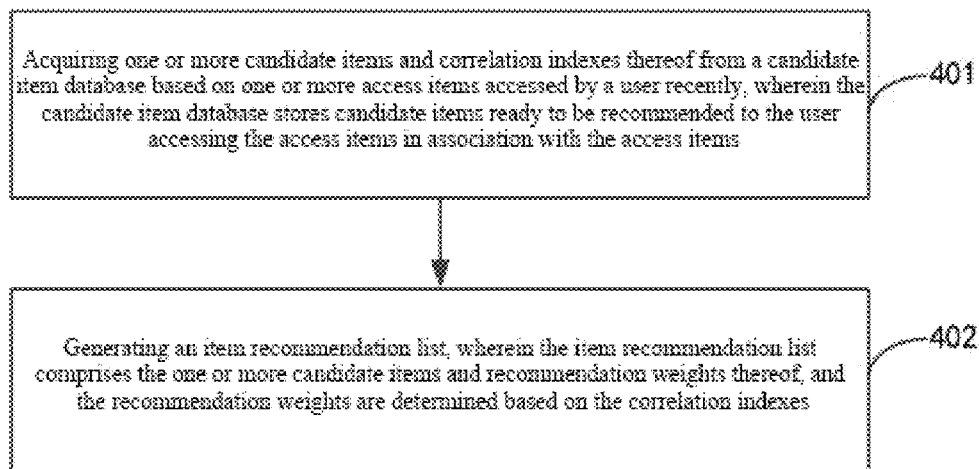 Acquiring one or more candidate items and correlation indexes thereof from a candidate
item database based on one or more access items accessed by a user recently, wherein the
candidate item database stores candidate items ready to be recommended to the user
accessing the access items in association with the access items
401
Generating an item recommendation list, wherein the item recommendation list
comprises the one or more candidate items and recommendation weights thereof, and
the recommendation weights are determined based on the correlation indexes
402